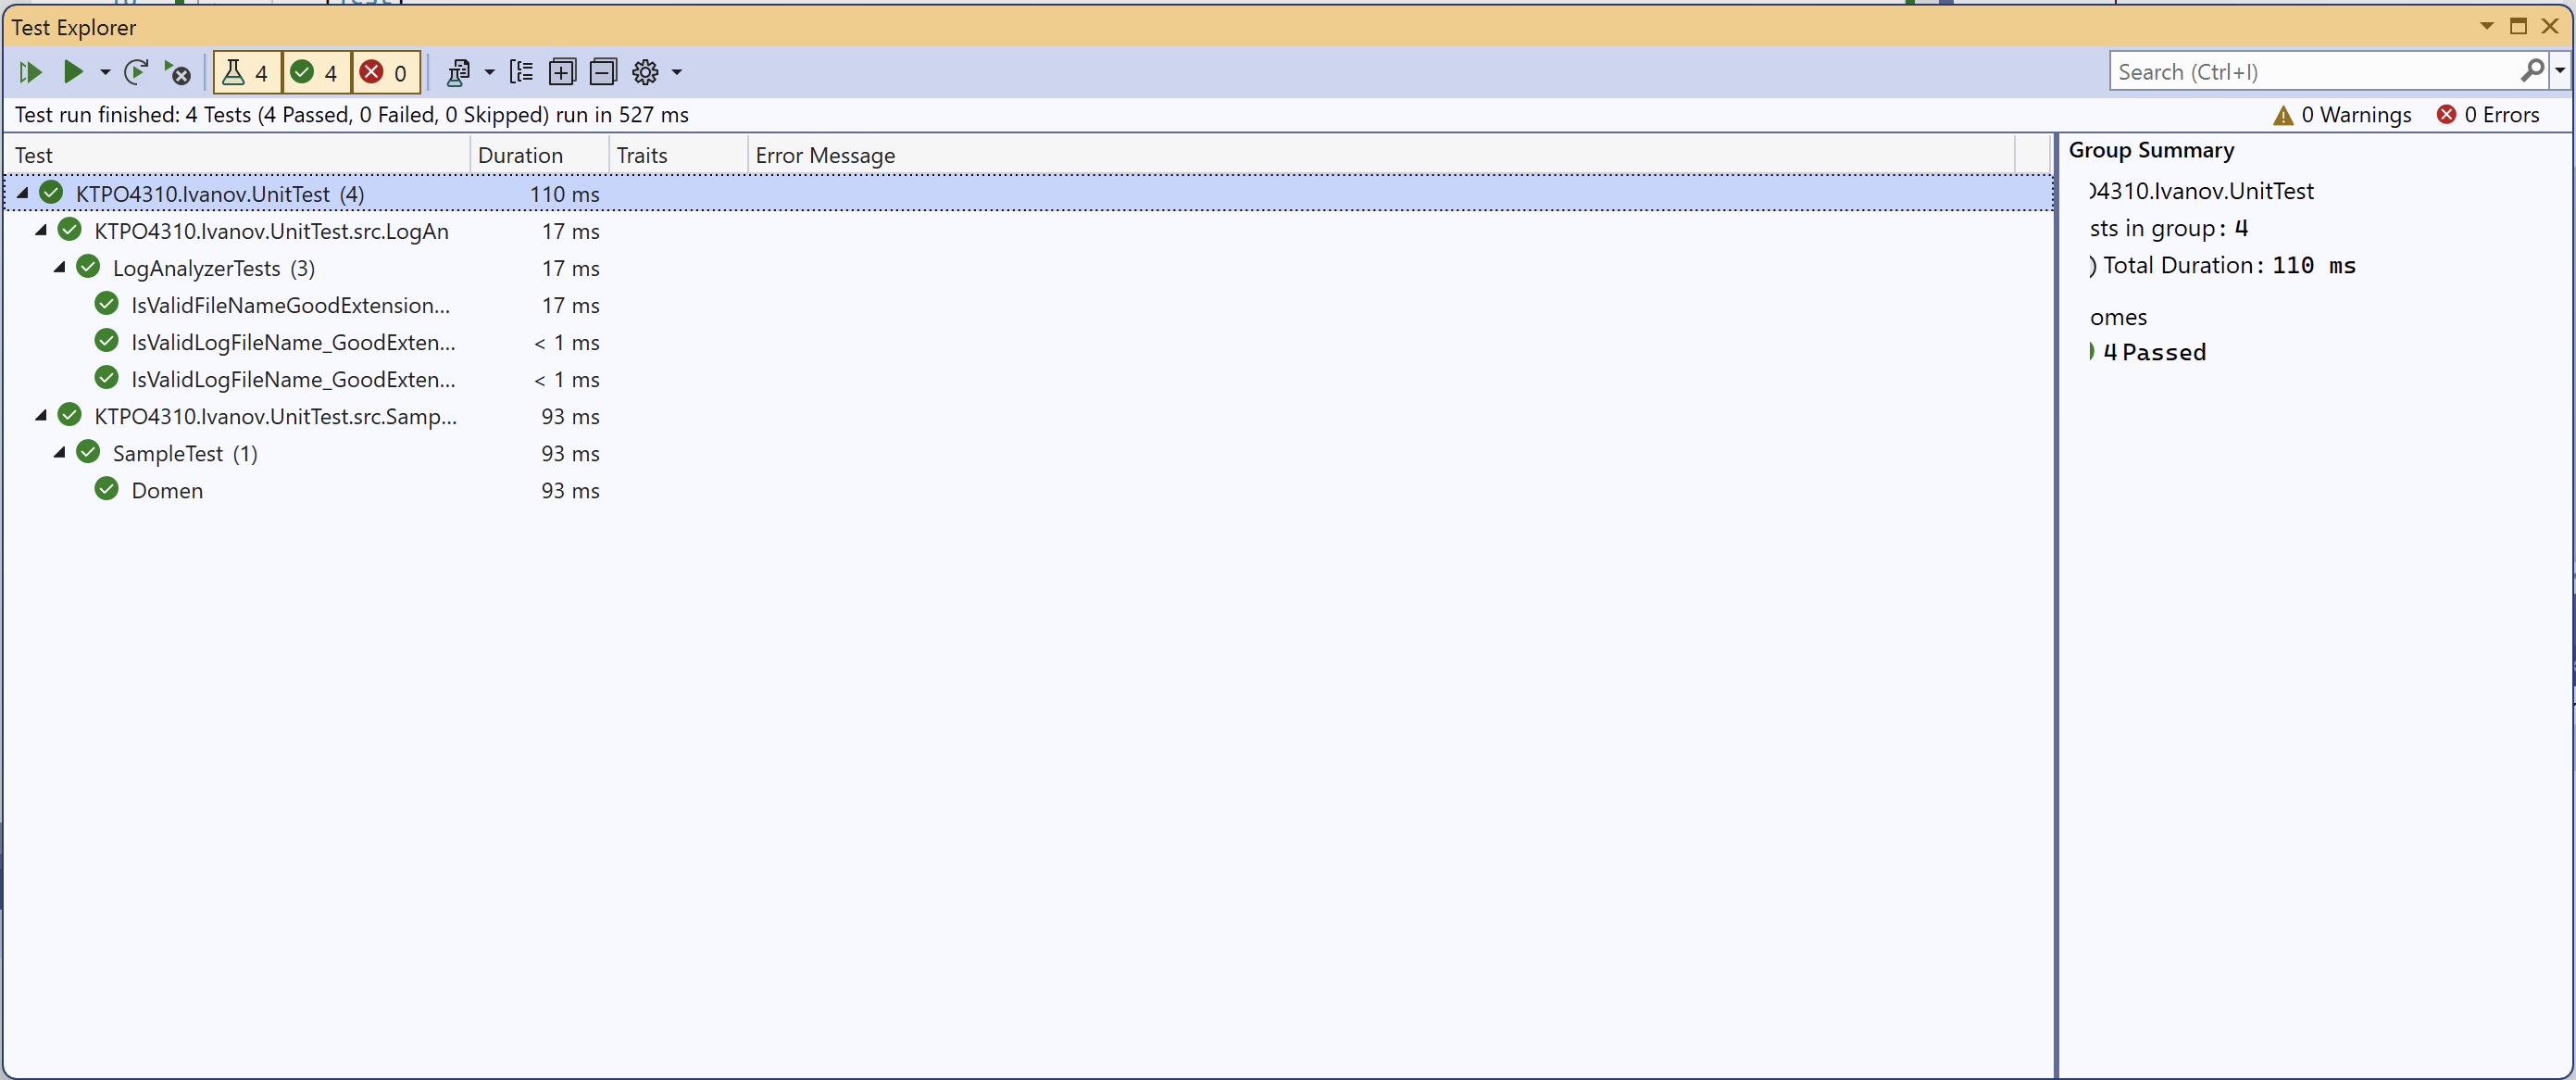 Test Explorer
4 4 0
Search (Ctrl+I)
Test run finished: 4 Tests (4 Passed, 0 Failed, 0 Skipped) run in 527 ms
0 Warnings 0 Errors
Test Duration Traits Error Message
KTPO4310.Ivanov.UnitTest (4) 110 ms
KTPO4310.Ivanov.UnitTest.src.LogAn 17 ms
LogAnalyzerTests (3) 17 ms
IsValidFileNameGoodExtension... 17 ms
IsValidLogFileName_GoodExten... < 1 ms
IsValidLogFileName_GoodExten... < 1 ms
KTPO4310.Ivanov.UnitTest.src.Samp... 93 ms
SampleTest (1) 93 ms
Domen 93 ms
Group Summary
4310.Ivanov.UnitTest
sts in group: 4
Total Duration: 110 ms
omes
4 Passed